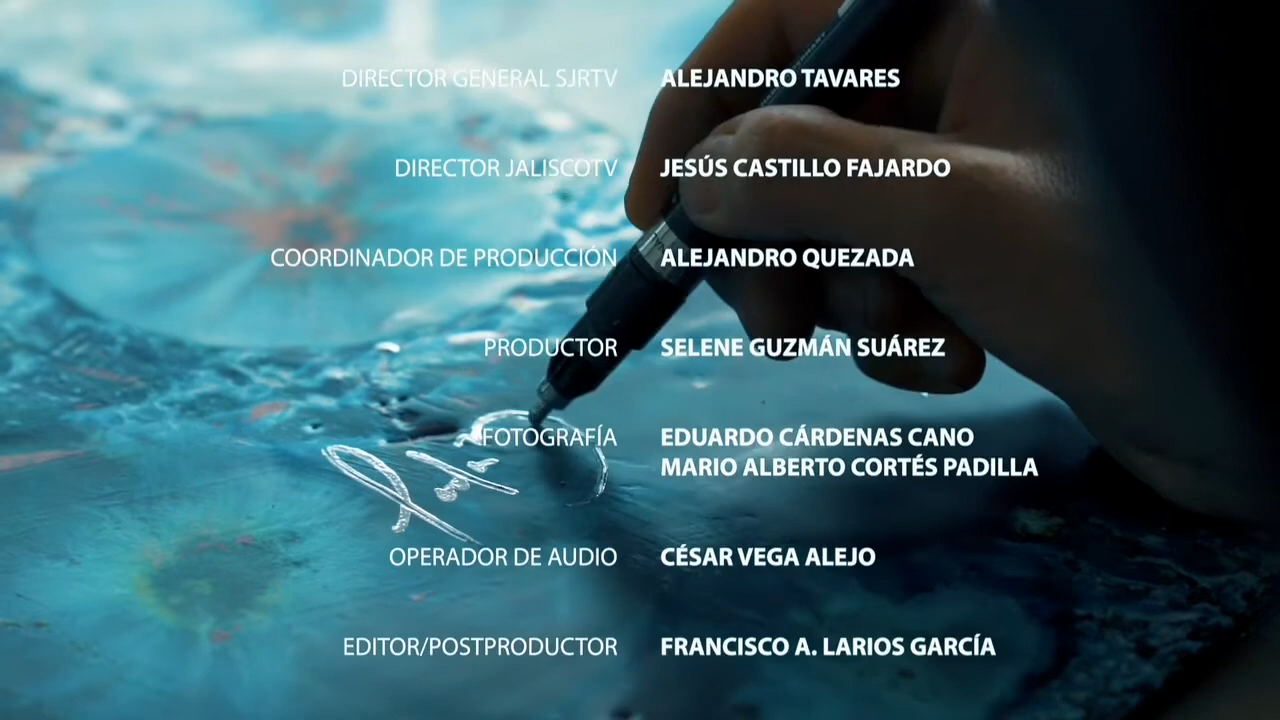 DIRECTOR GENERAL SJRTV ALEJANDRO TAVARES
DIRECTOR JALISCOTV JESÚS CASTILLO FAJARDO
COORDINADOR DE PRODUCCIÓN ALEJANDRO QUEZADA
PRODUCTOR SELENE GUZMÁN SUÁREZ
FOTOGRAFÍA EDUARDO CÁRDENAS CANO
MARIO ALBERTO CORTÉS PADILLA
OPERADOR DE AUDIO CÉSAR VEGA ALEJO
EDITOR/POSTPRODUCTOR FRANCISCO A. LARIOS GARCÍA